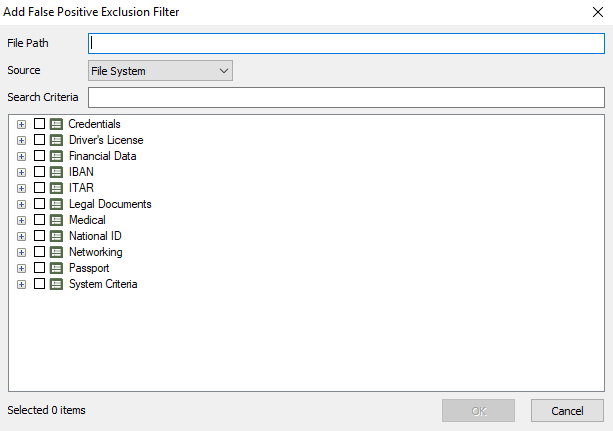 Add False Positive Exclusion Filter
File Path
Source File System
Search Criteria
Credentials
Driver's License
Financial Data
IBAN
ITAR
Legal Documents
Medical
National ID
Networking
Passport
System Criteria
Selected 0 items OK Cancel